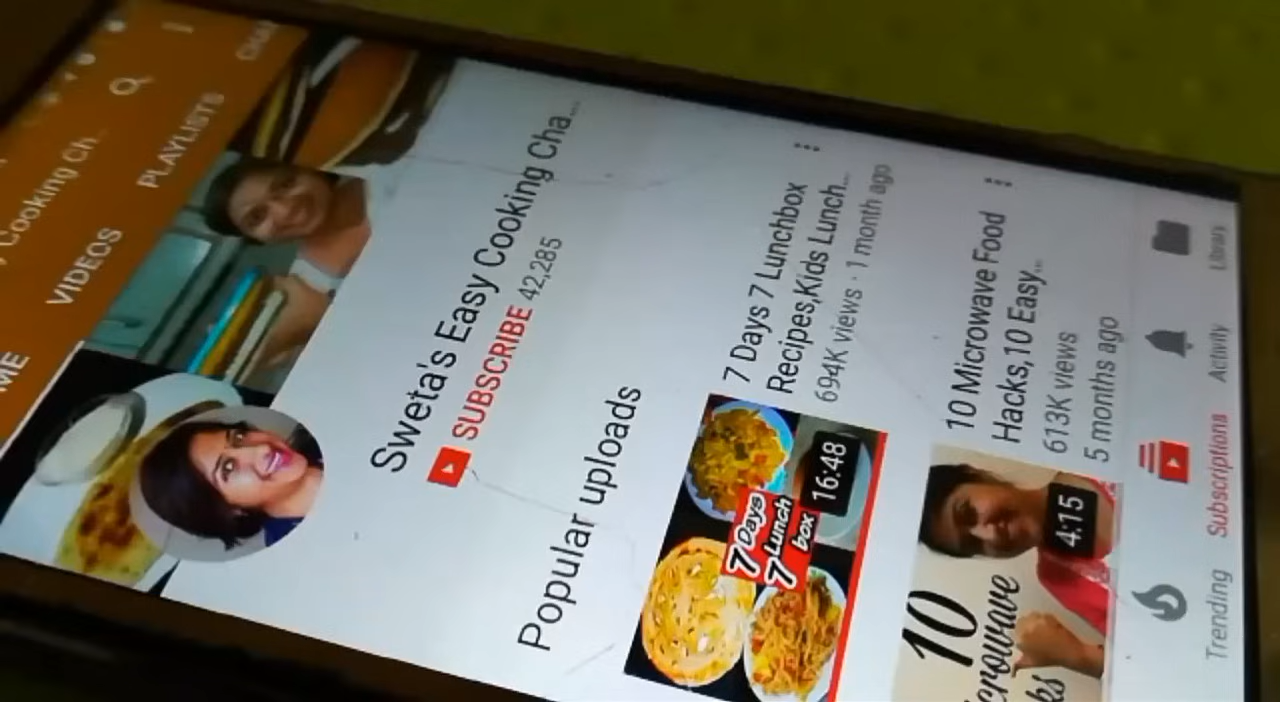 Cooking Ch...
VIDEOS
PLAYLISTS
Sweta's Easy Cooking Cha...
SUBSCRIBE 42,285
Popular uploads
7 Days
7 Lunch
box
16:48
7 Days 7 Lunchbox
Recipes,Kids Lunch...
694K views · 1 month ago
10
4:15
10 Microwave Food
Hacks,10 Easy...
613K views
5 months ago
Trending
Subscriptions
Activity
Library